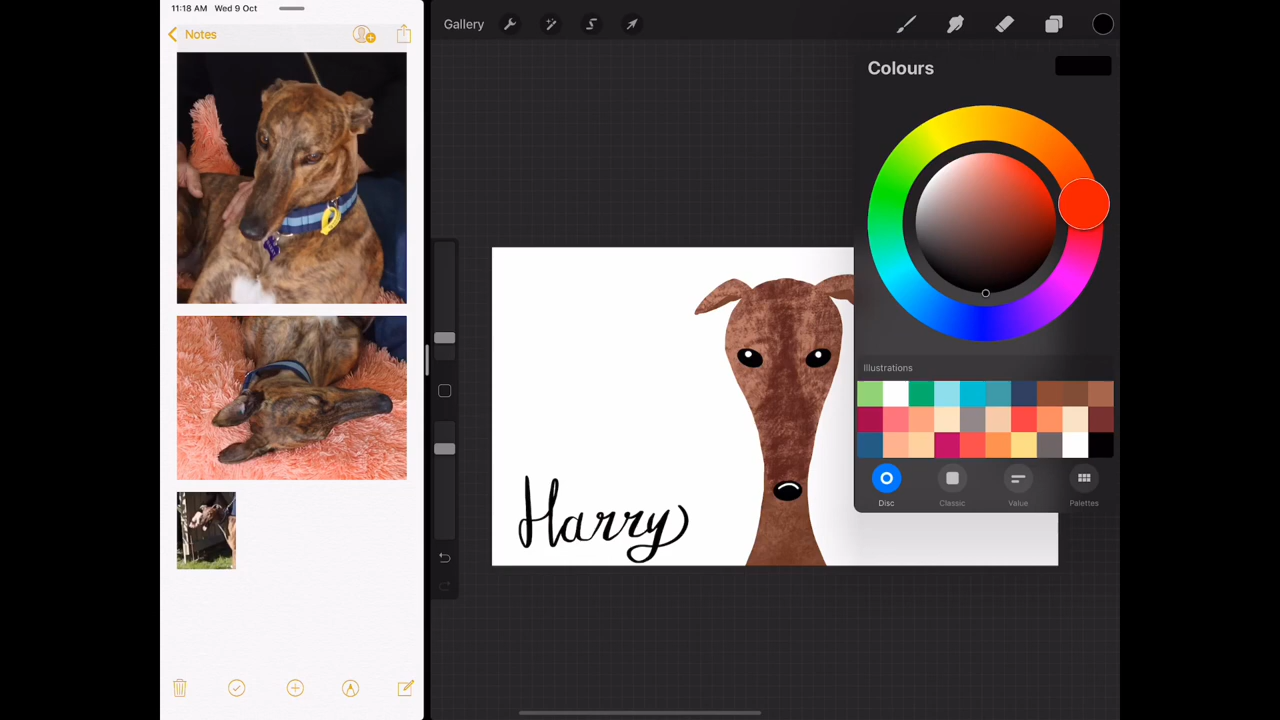 11:18 AM Wed 9 Oct
Notes
Gallery
Colours
Illustrations
Disc
Classic
Value
Palettes
Harry